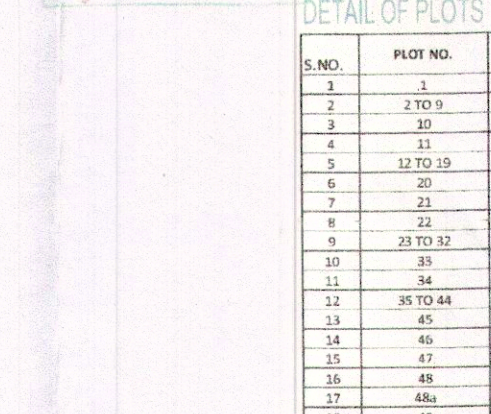 DETAIL OF PLOTS
S.NO. PLOT NO.
1 1
2 2 TO 9
3 10
4 11
5 12 TO 19
6 20
7 21
8 22
9 23 TO 32
10 33
11 34
12 35 TO 44
13 45
14 46
15 47
16 48
17 48a